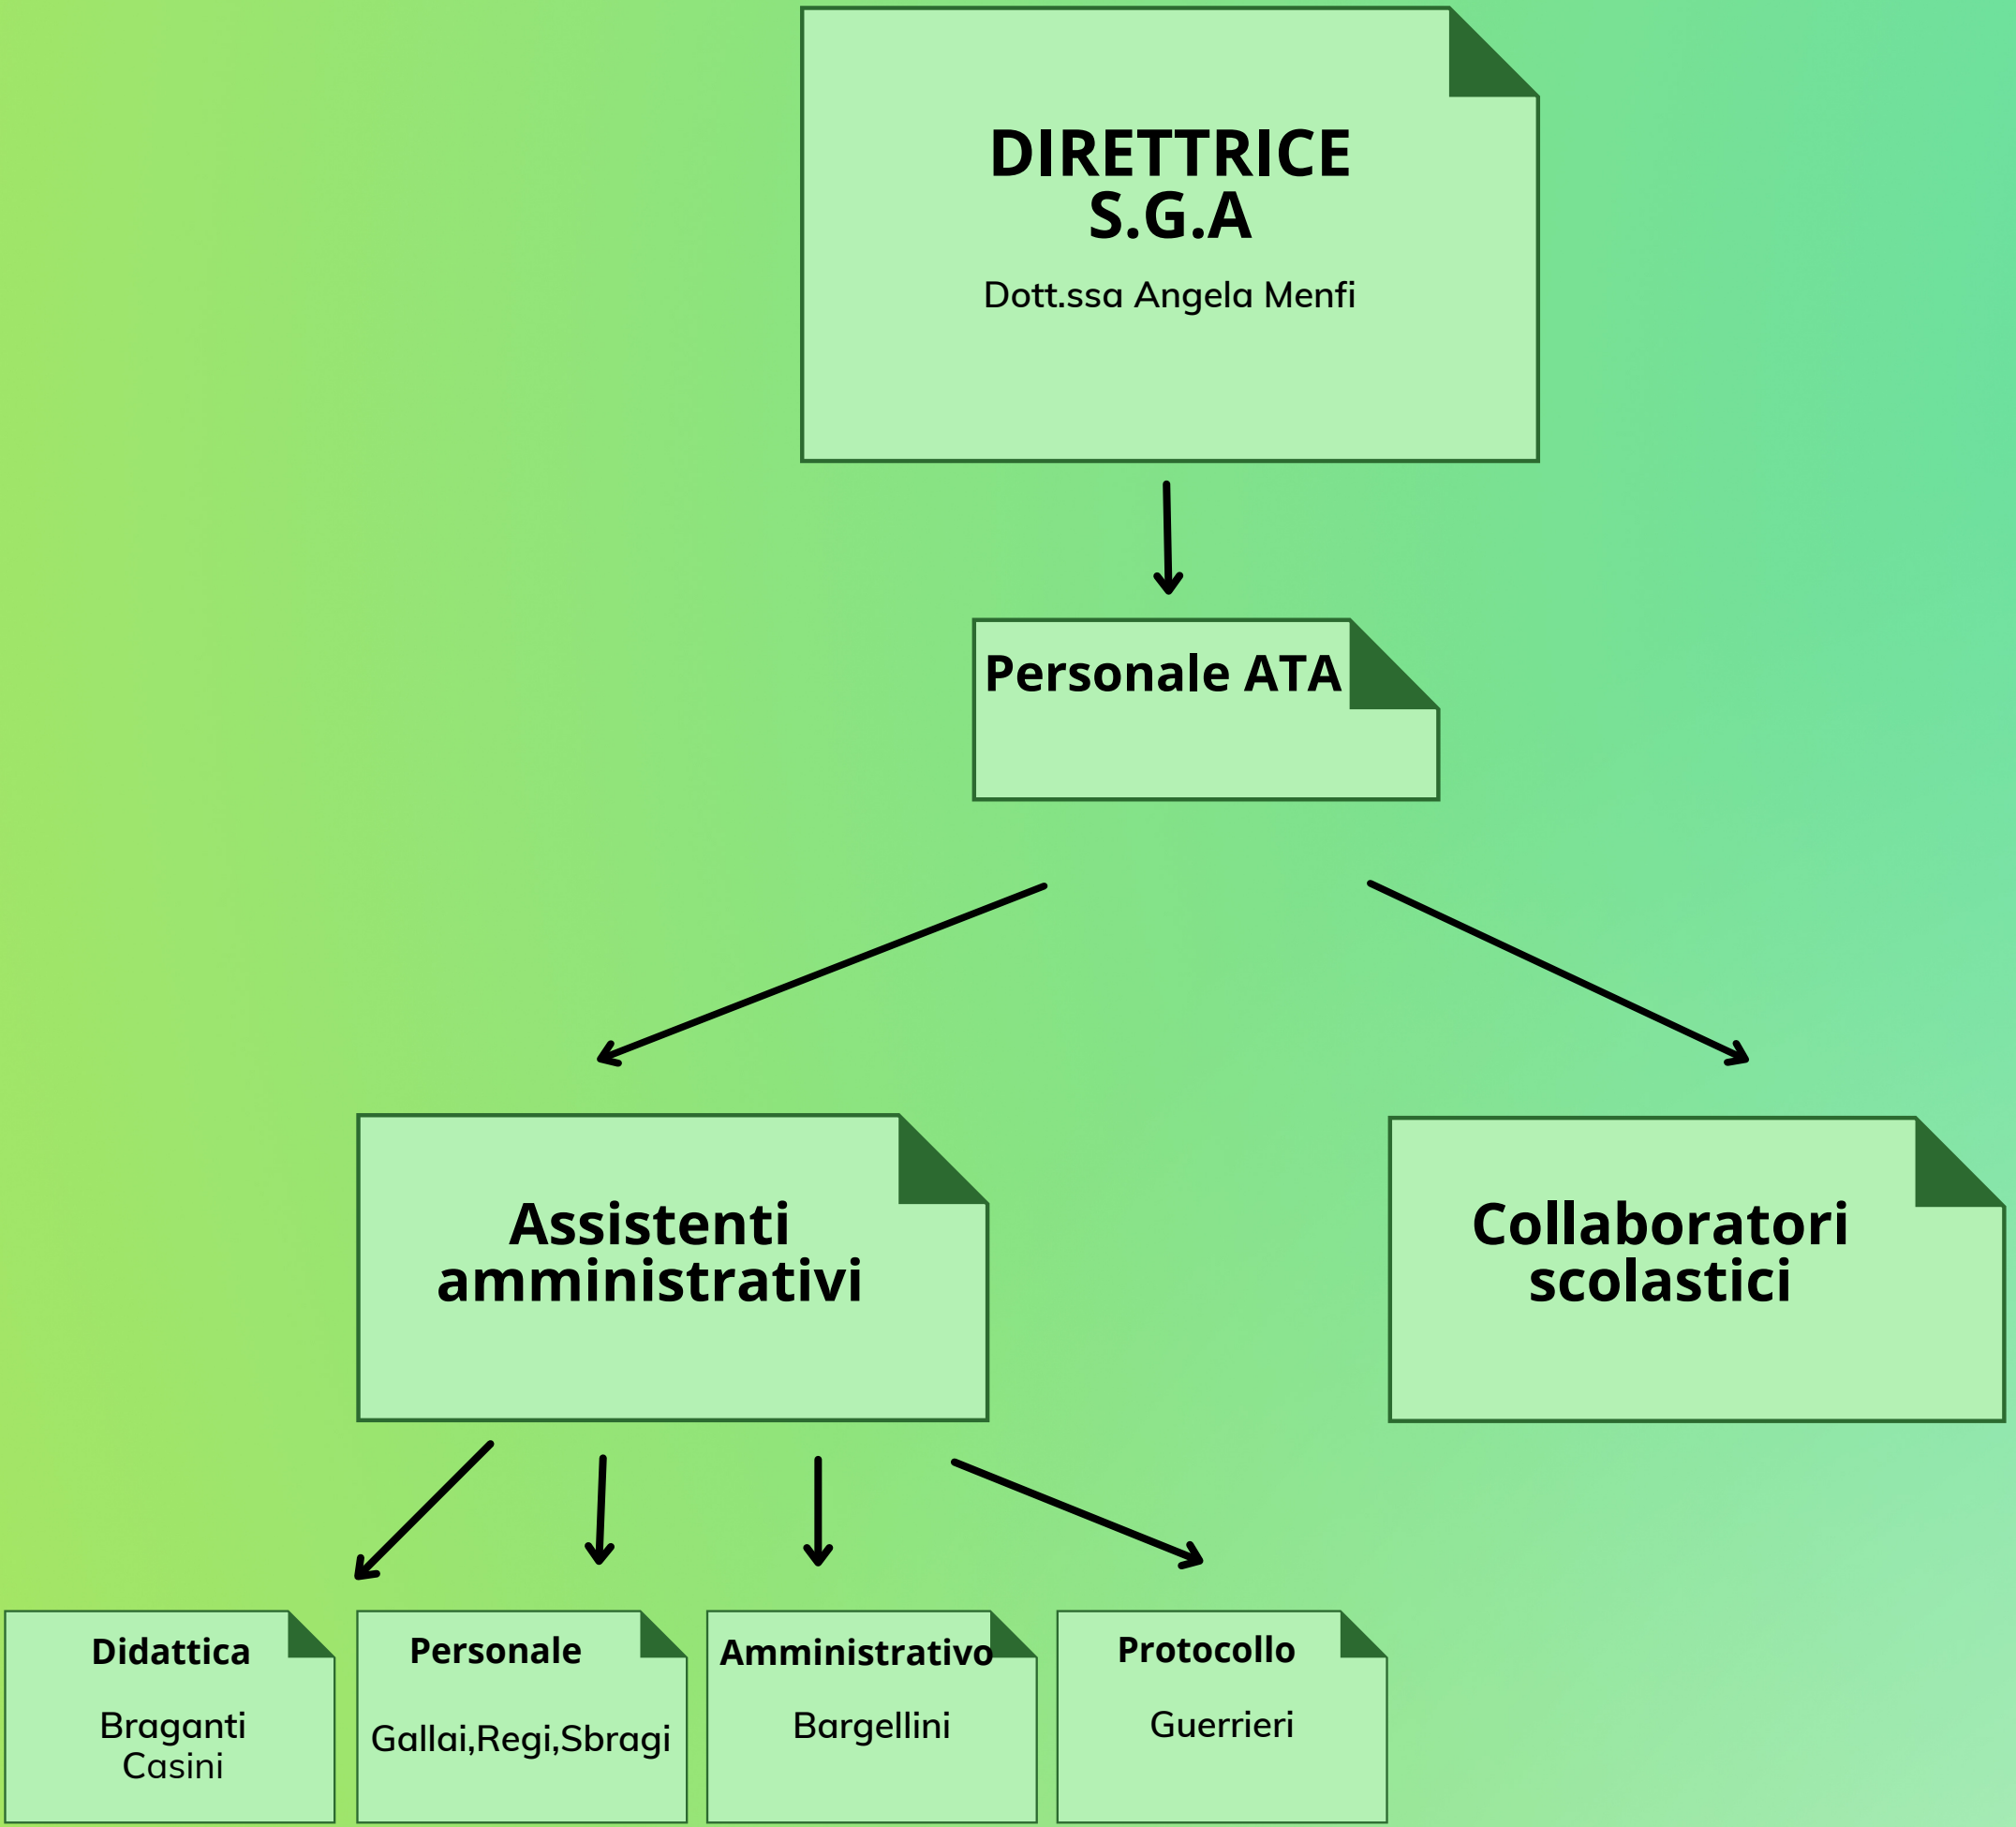 DIRETTRICE
S.G.A
Dott.ssa Angela Menfi
Personale ATA
Assistenti
amministrativi
Collaboratori
scolastici
Didattica
Braganti
Casini
Personale
Gallai,Regi,Sbragi
Amministrativo
Bargellini
Protocollo
Guerrieri